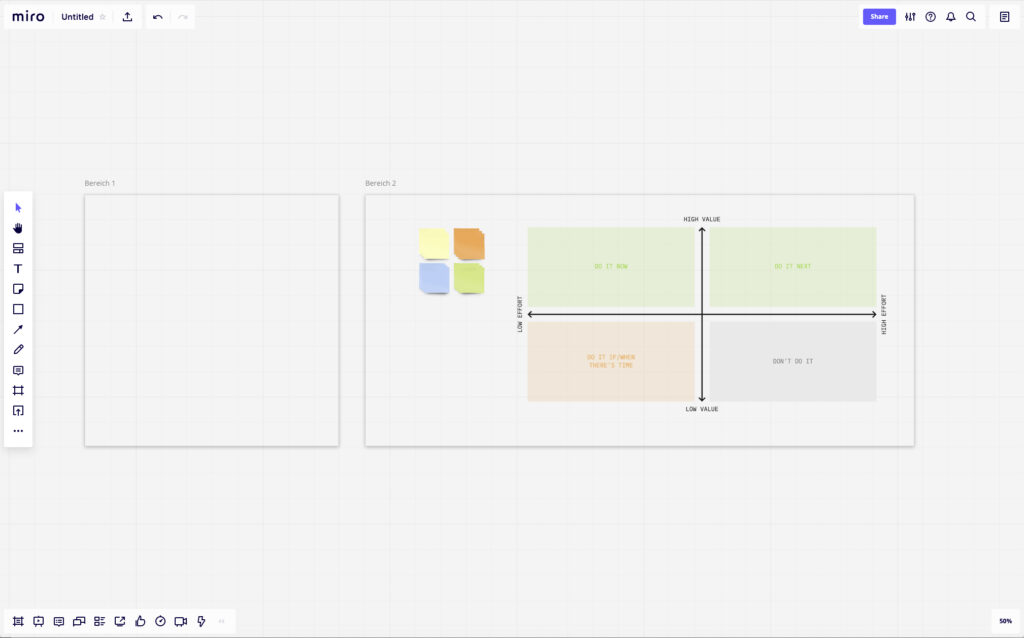 miro Untitled
Share
Bereich 1
Bereich 2
HIGH VALUE
DO IT NOW
DO IT NEXT
LOW EFFORT
HIGH EFFORT
DO IT IF/WHEN
THERE'S TIME
DON'T DO IT
LOW VALUE
T
50%